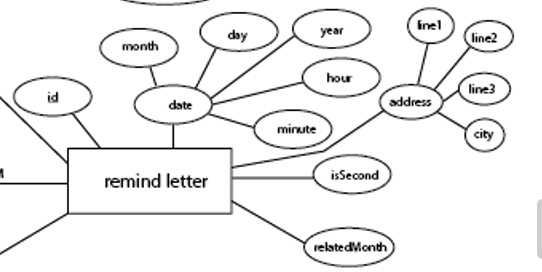 line1
year
day
line2
month
hour
line3
id
date
address
minute
city
M
remind letter
isSecond
relatedMonth